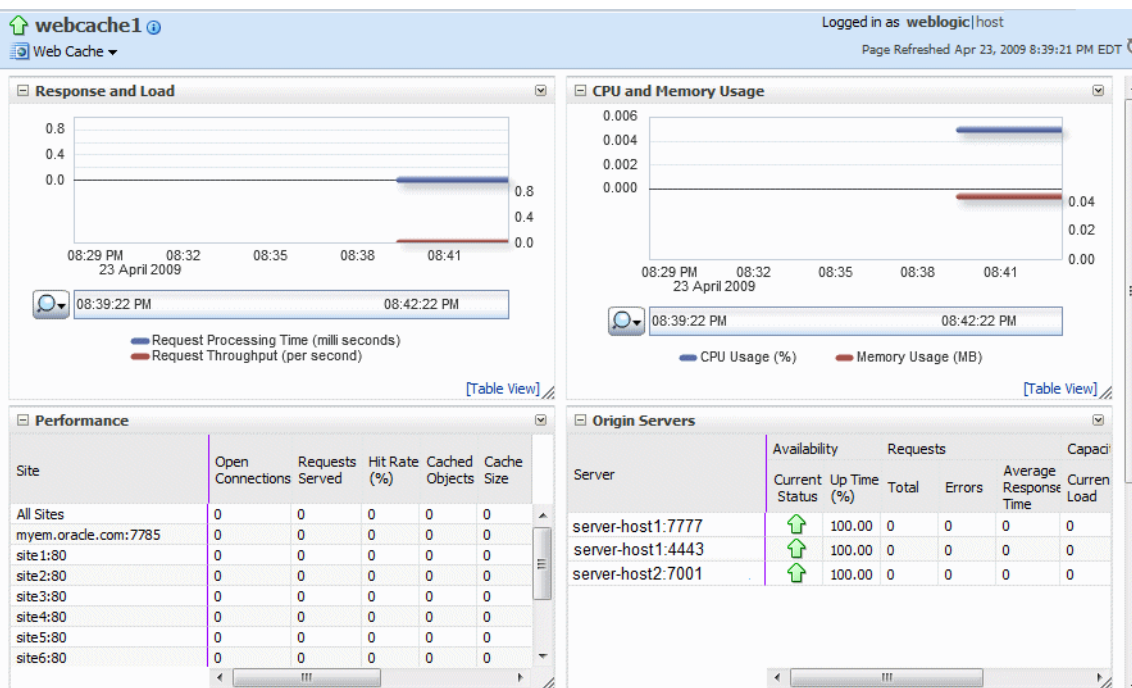 webcache1
Logged in as weblogic|host
Web Cache
Page Refreshed Apr 23, 2009 8:39:21 PM EDT
Response and Load
0.8
0.4
0.0
0.8
0.4
0.0
08:29 PM 08:32 08:35 08:38 08:41
23 April 2009
08:39:22 PM 08:42:22 PM
Request Processing Time (milli seconds)
Request Throughput (per second)
[Table View]
CPU and Memory Usage
0.006
0.004
0.002
0.000
0.04
0.02
0.00
08:29 PM 08:32 08:35 08:38 08:41
23 April 2009
08:39:22 PM 08:42:22 PM
CPU Usage (%) Memory Usage (MB)
[Table View]
Performance
Site Open Connections Requests Served Hit Rate (%) Cached Objects Cache Size
All Sites 0 0 0 0 0
myem.oracle.com:7785 0 0 0 0 0
site1:80 0 0 0 0 0
site2:80 0 0 0 0 0
site3:80 0 0 0 0 0
site4:80 0 0 0 0 0
site5:80 0 0 0 0 0
site6:80 0 0 0 0 0
Origin Servers
Availability Requests Capaci
Server Current Status Up Time (%) Total Errors Average Response Time Curren Load
server-host1:7777 100.00 0 0 0 0
server-host1:4443 100.00 0 0 0 0
server-host2:7001 100.00 0 0 0 0